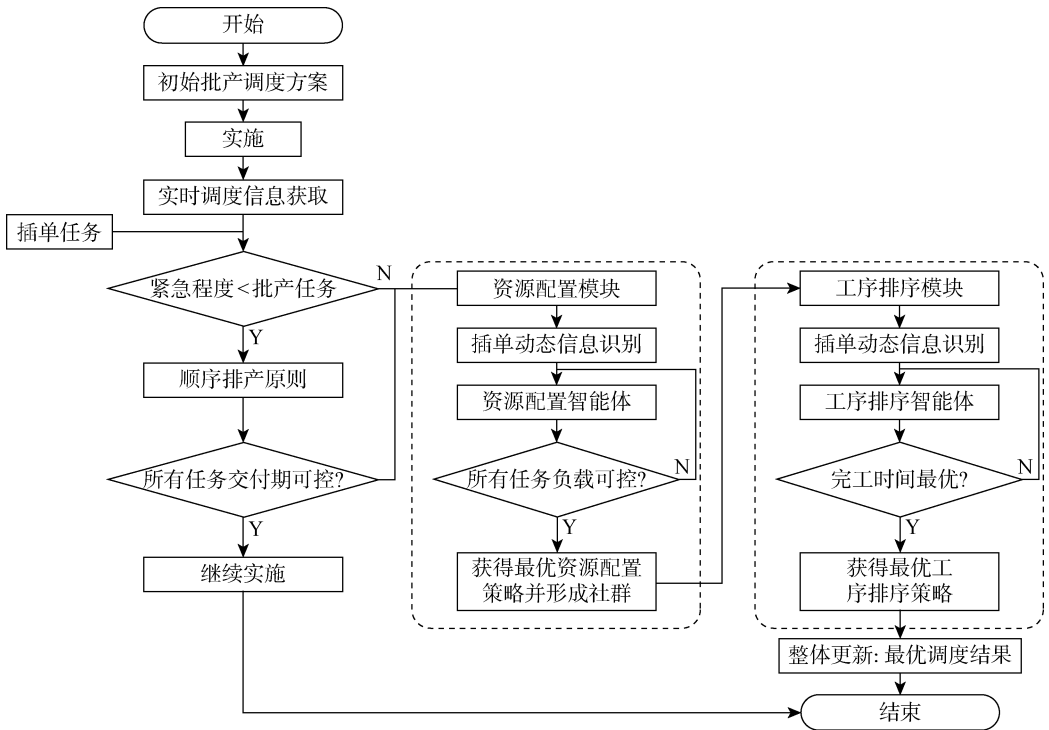 开始
初始批产调度方案
实施
实时调度信息获取
插单任务
紧急程度<批产任务
N
Y
顺序排产原则
所有任务交付期可控?
Y
继续实施
资源配置模块
插单动态信息识别
资源配置智能体
所有任务负载可控?
N
Y
获得最优资源配置
策略并形成社群
工序排序模块
插单动态信息识别
工序排序智能体
完工时间最优?
N
Y
获得最优工
序排序策略
整体更新: 最优调度结果
结束